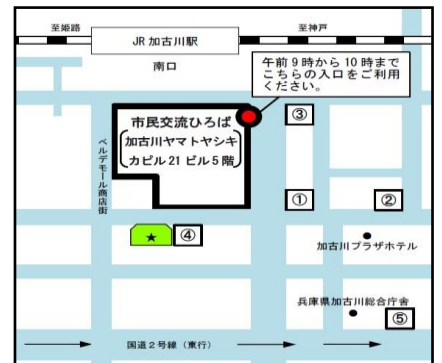 至姫路
至神戸
JR 加古川駅
南口
午前9時から10時まで
こちらの入口をご利用
ください。
市民交流ひろば
加古川ヤマトヤシキ
カピル21ビル5階
ベルデモール商店街
③
①
②
★
④
加古川プラザホテル
兵庫県加古川総合庁舎
⑤
国道2号線(東行)